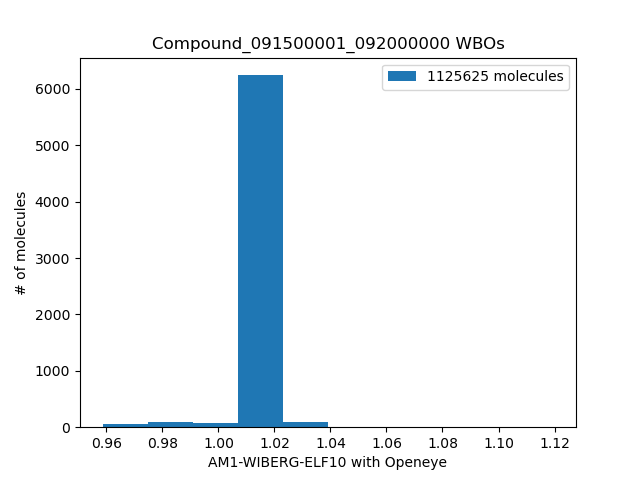 Compound_091500001_092000000 WBOs
1125625 molecules
# of molecules
6000
5000
4000
3000
2000
1000
0
0.96 0.98 1.00 1.02 1.04 1.06 1.08 1.10 1.12
AM1-WIBERG-ELF10 with Openeye